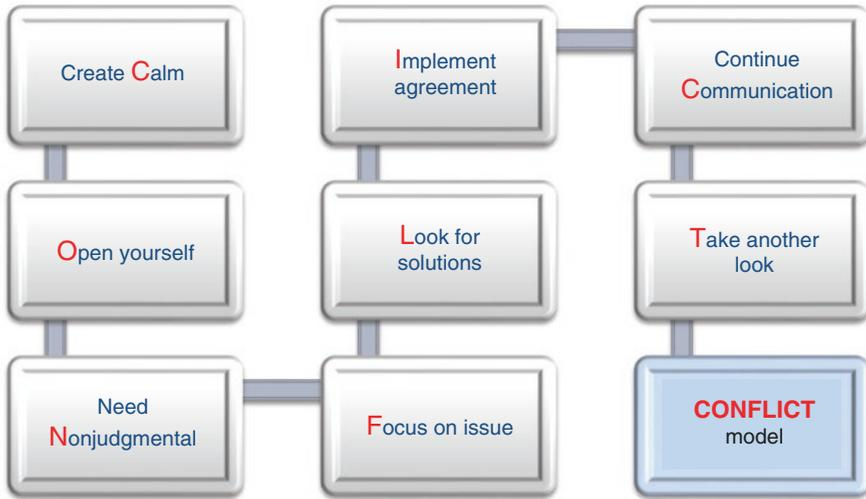 Create Calm
Open yourself
Need
Nonjudgmental
Focus on issue
Look for
solutions
Implement
agreement
Continue
Communication
Take another
look
CONFLICT
model